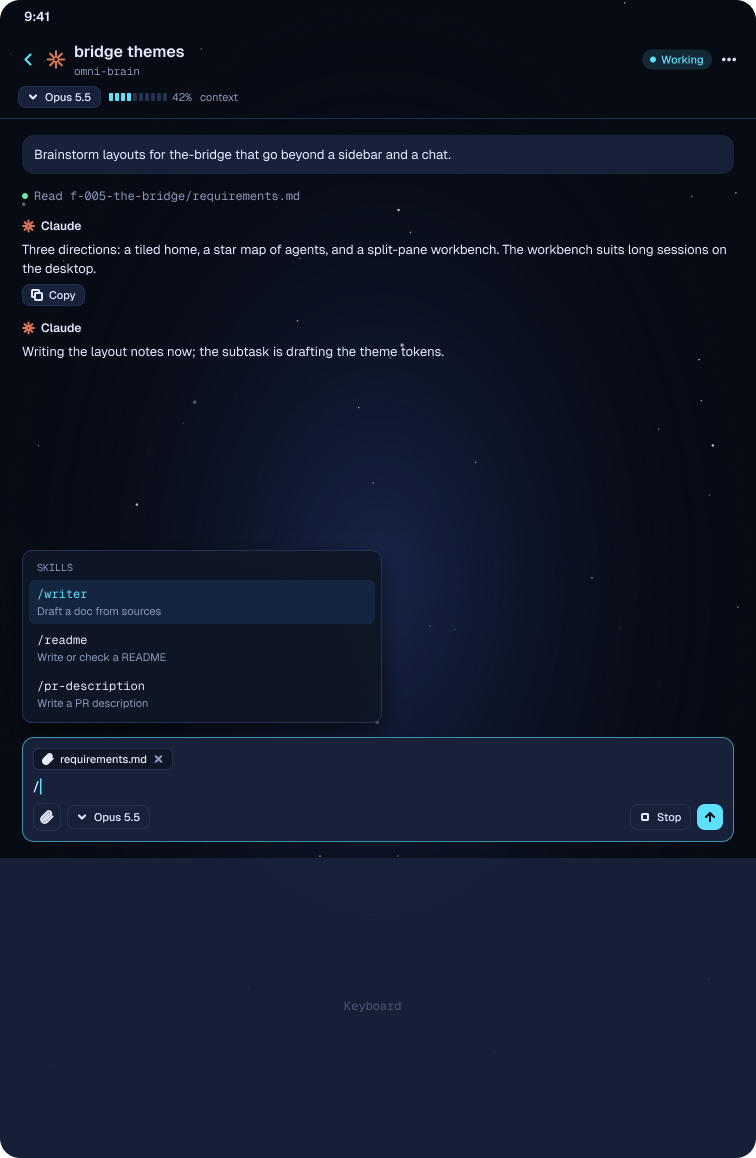 9:41
bridge themes
omni-brain
Working
Opus 5.5
42% context
Brainstorm layouts for the-bridge that go beyond a sidebar and a chat.
Read f-005-the-bridge/requirements.md
Claude
Three directions: a tiled home, a star map of agents, and a split-pane workbench. The workbench suits long sessions on
the desktop.
Copy
Claude
Writing the layout notes now; the subtask is drafting the theme tokens.
SKILLS
/writer
Draft a doc from sources
/readme
Write or check a README
/pr-description
Write a PR description
requirements.md
/
Opus 5.5
Stop
Keyboard